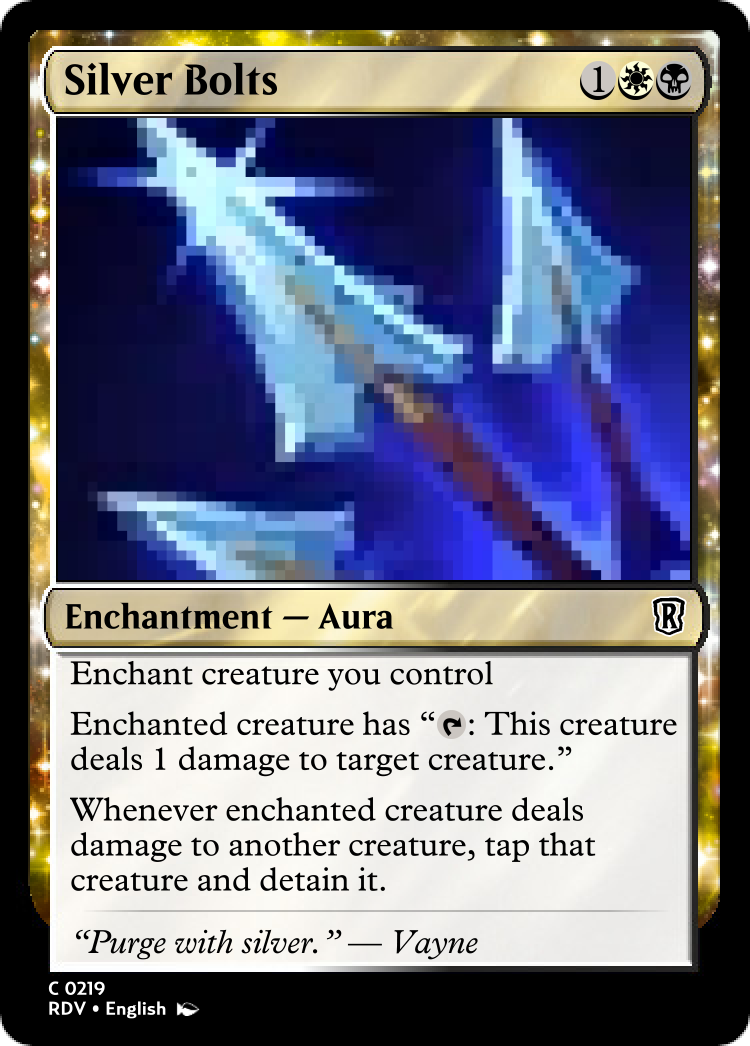 Silver Bolts 1
Enchantment — Aura R
Enchant creature you control
Enchanted creature has “: This creature
deals 1 damage to target creature.”
Whenever enchanted creature deals
damage to another creature, tap that
creature and detain it.
“Purge with silver.” — Vayne
C 0219
RDV • English